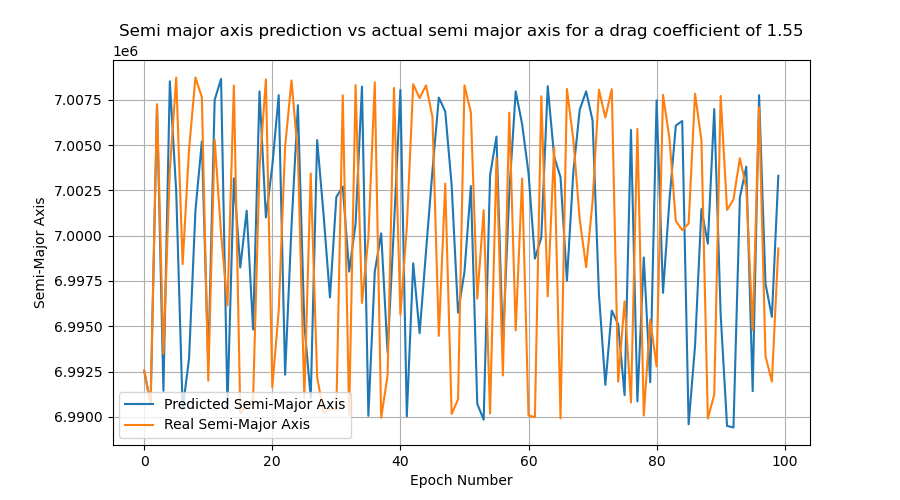 Semi major axis prediction vs actual semi major axis for a drag coefficient of 1.55
1e6
7.0075
7.0050
7.0025
7.0000
6.9975
6.9950
6.9925
6.9900
Semi-Major Axis
Predicted Semi-Major Axis
Real Semi-Major Axis
0 20 40 60 80 100
Epoch Number